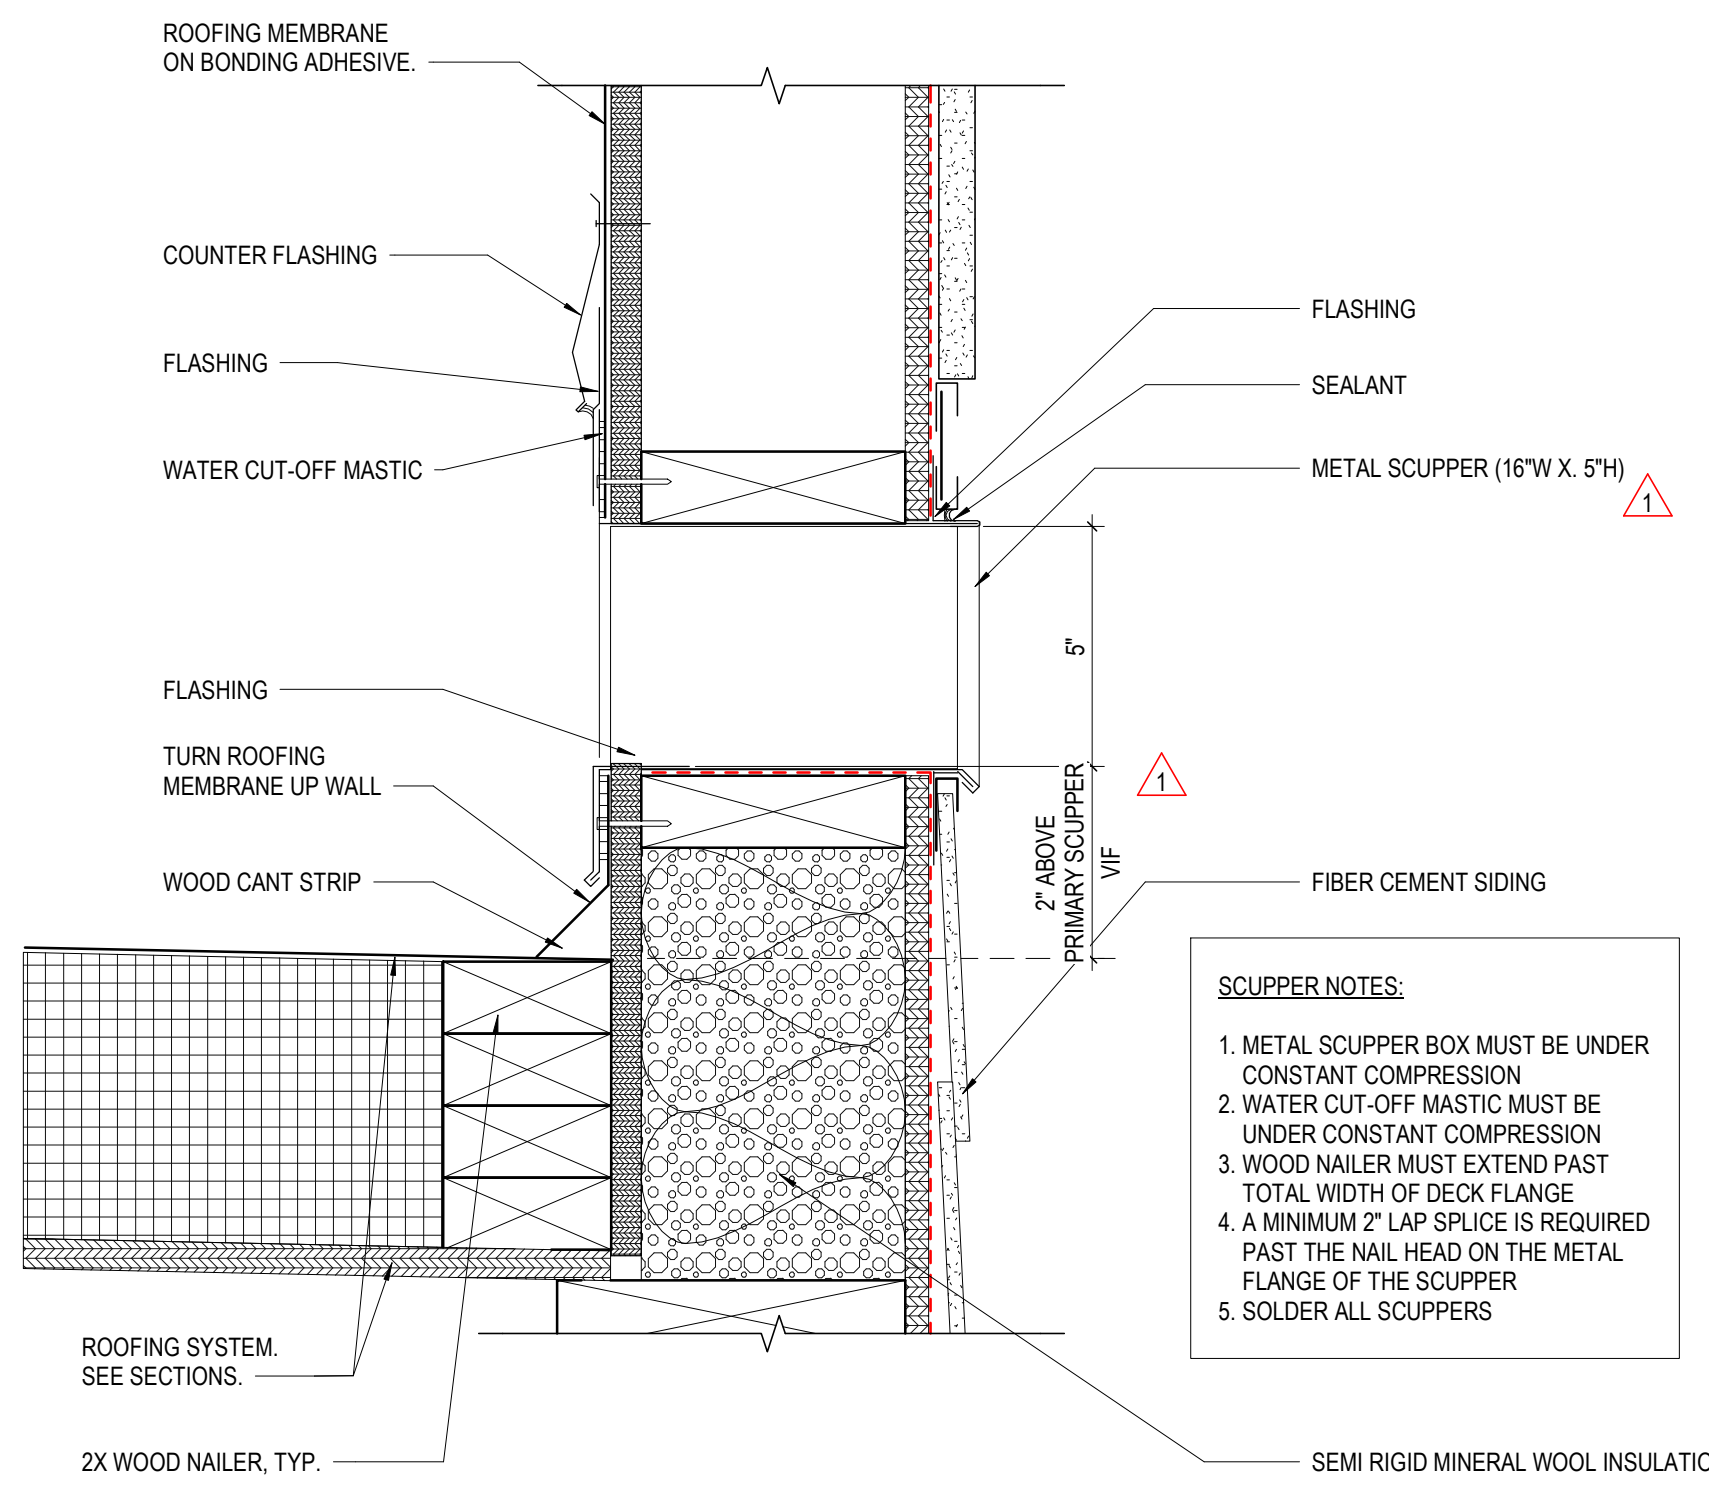 ROOFING MEMBRANE
ON BONDING ADHESIVE.
COUNTER FLASHING
FLASHING
WATER CUT-OFF MASTIC
FLASHING
TURN ROOFING
MEMBRANE UP WALL
WOOD CANT STRIP
ROOFING SYSTEM.
SEE SECTIONS.
2X WOOD NAILER, TYP.
FLASHING
SEALANT
METAL SCUPPER (16"W X. 5"H)
1
5"
1
2" ABOVE
PRIMARY SCUPPER
VIF
FIBER CEMENT SIDING
SCUPPER NOTES:
1. METAL SCUPPER BOX MUST BE UNDER
CONSTANT COMPRESSION
2. WATER CUT-OFF MASTIC MUST BE
UNDER CONSTANT COMPRESSION
3. WOOD NAILER MUST EXTEND PAST
TOTAL WIDTH OF DECK FLANGE
4. A MINIMUM 2" LAP SPLICE IS REQUIRED
PAST THE NAIL HEAD ON THE METAL
FLANGE OF THE SCUPPER
5. SOLDER ALL SCUPPERS
SEMI RIGID MINERAL WOOL